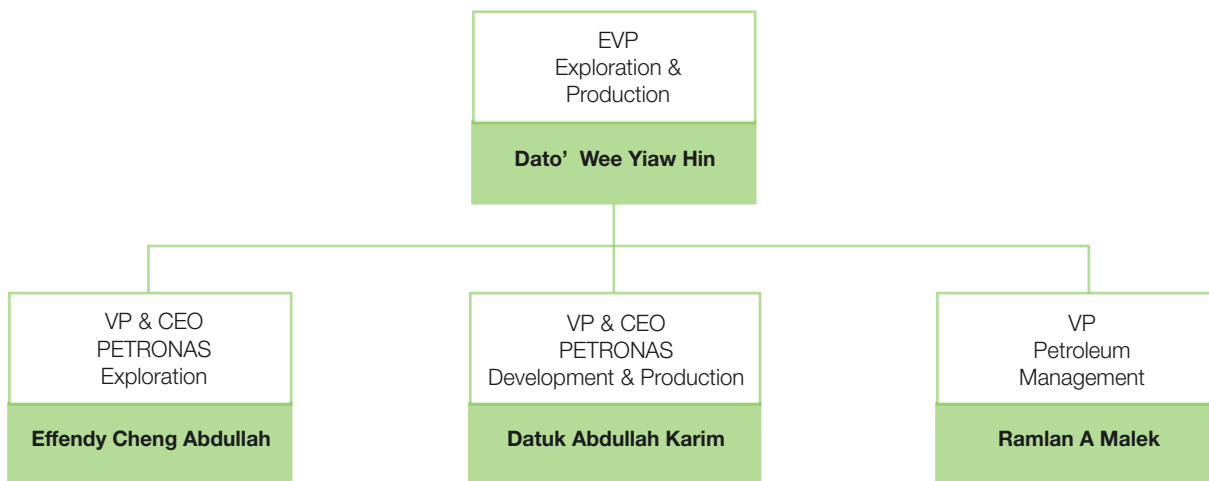 EVP
Exploration &
Production
Dato' Wee Yiaw Hin
VP & CEO
PETRONAS
Exploration
Effendy Cheng Abdullah
VP & CEO
PETRONAS
Development & Production
Datuk Abdullah Karim
VP
Petroleum
Management
Ramlan A Malek